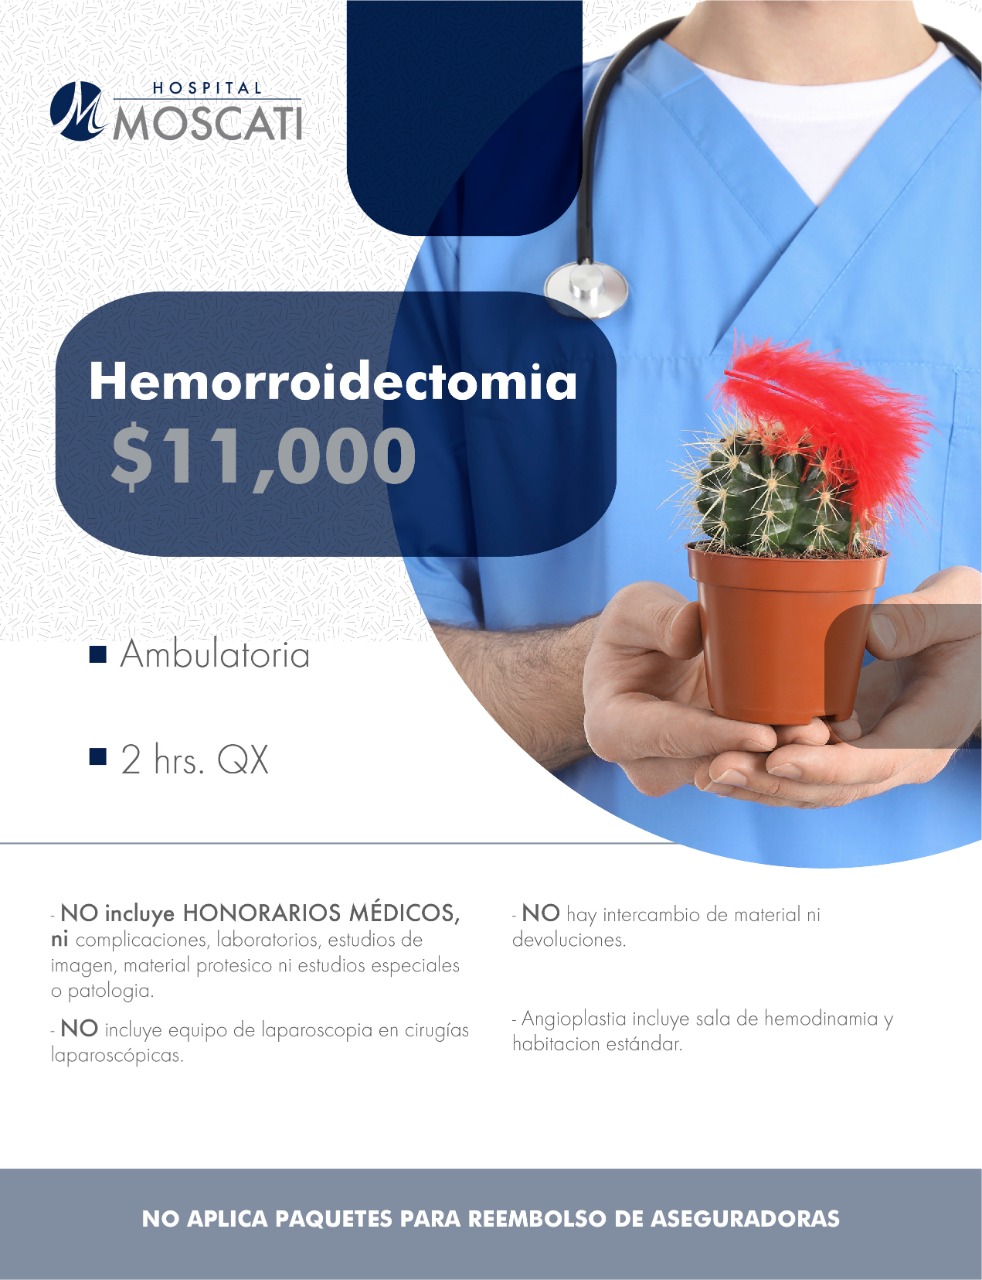 HOSPITAL
MOSCATI
Hemorroidectomia
$11,000
Ambulatoria
2 hrs. QX
- NO incluye HONORARIOS MÉDICOS,
ni complicaciones, laboratorios, estudios de
imagen, material protesico ni estudios especiales
o patologia.
- NO incluye equipo de laparoscopia en cirugías
laparoscópicas.
- NO hay intercambio de material ni
devoluciones.
- Angioplastia incluye sala de hemodinamia y
habitacion estándar.
NO APLICA PAQUETES PARA REEMBOLSO DE ASEGURADORAS